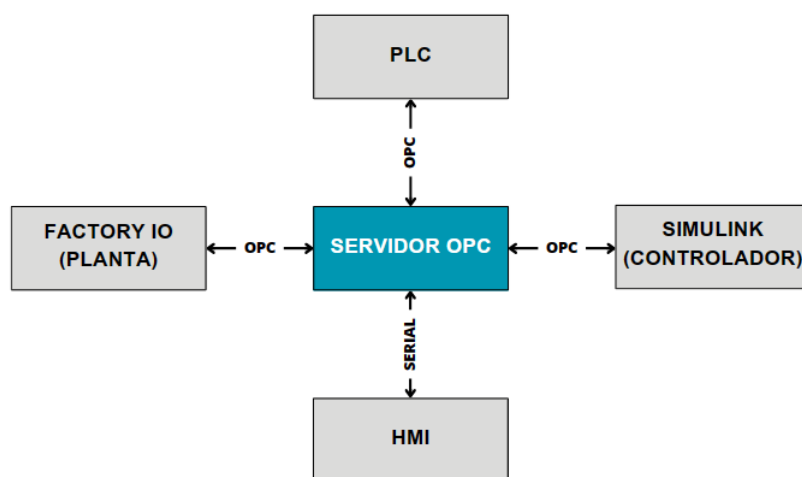 PLC
OPC
FACTORY IO
(PLANTA)
OPC
SERVIDOR OPC
OPC
SIMULINK
(CONTROLADOR)
SERIAL
HMI